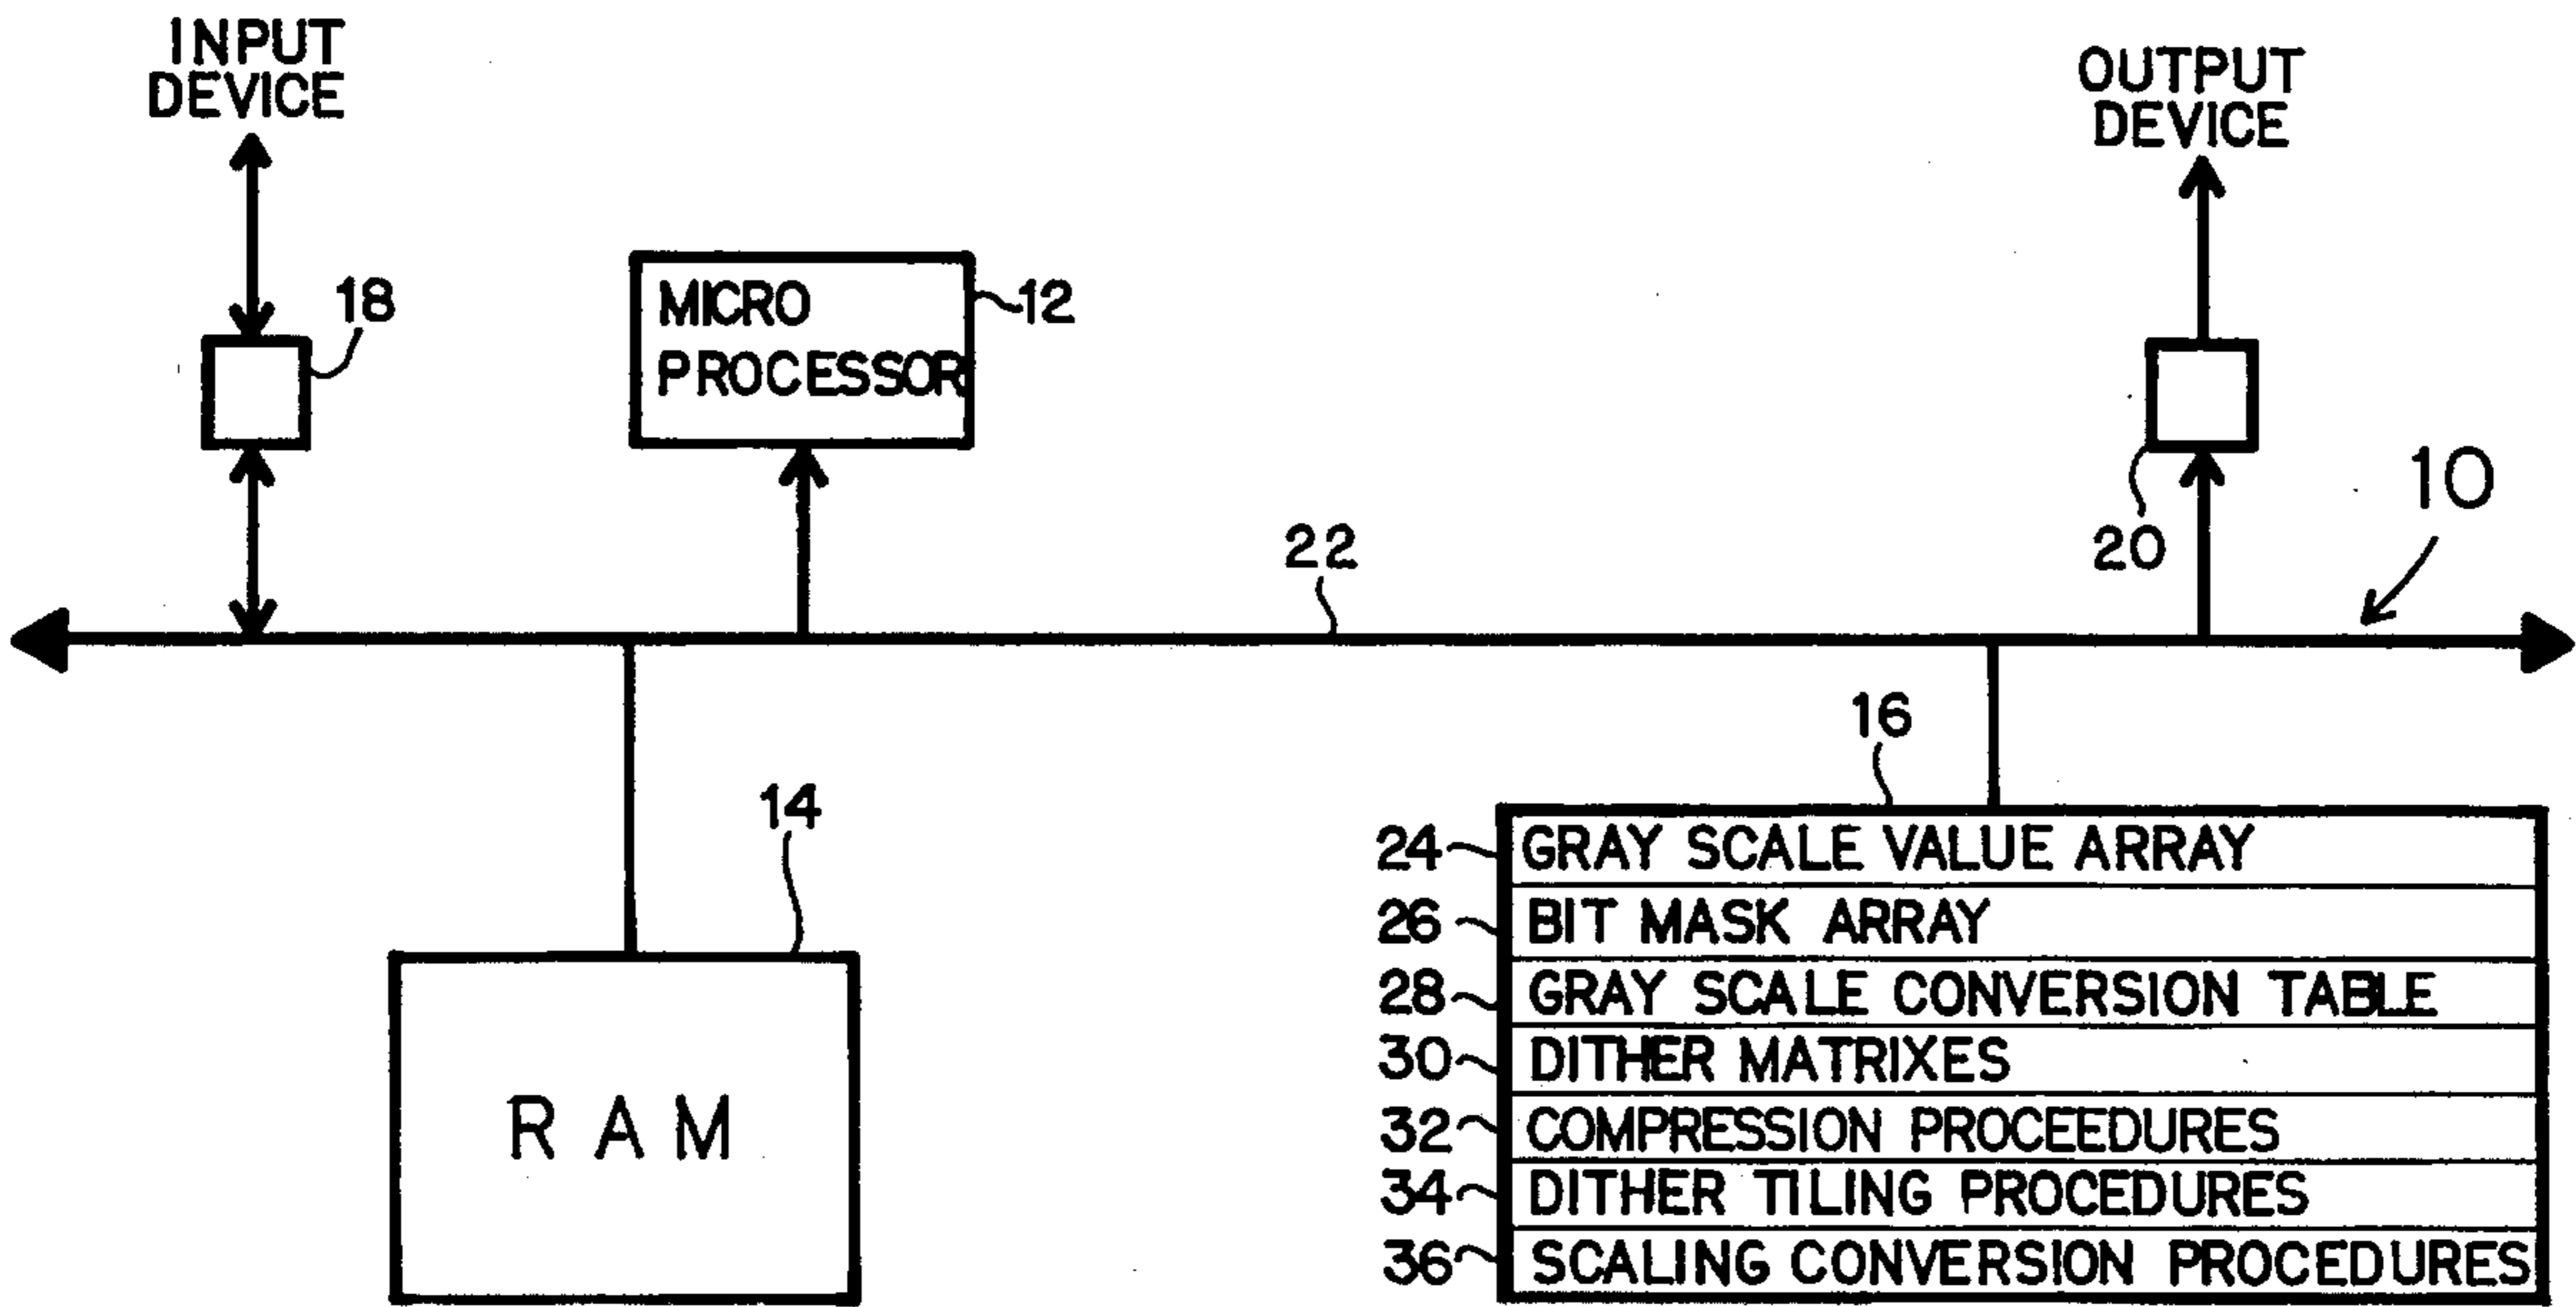 INPUT
DEVICE
OUTPUT
DEVICE
18
MICRO
PROCESSOR
12
20
10
22
16
14
24 GRAY SCALE VALUE ARRAY
26 BIT MASK ARRAY
28 GRAY SCALE CONVERSION TABLE
30 DITHER MATRIXES
32 COMPRESSION PROCEEDURES
34 DITHER TILING PROCEDURES
36 SCALING CONVERSION PROCEDURES
RAM